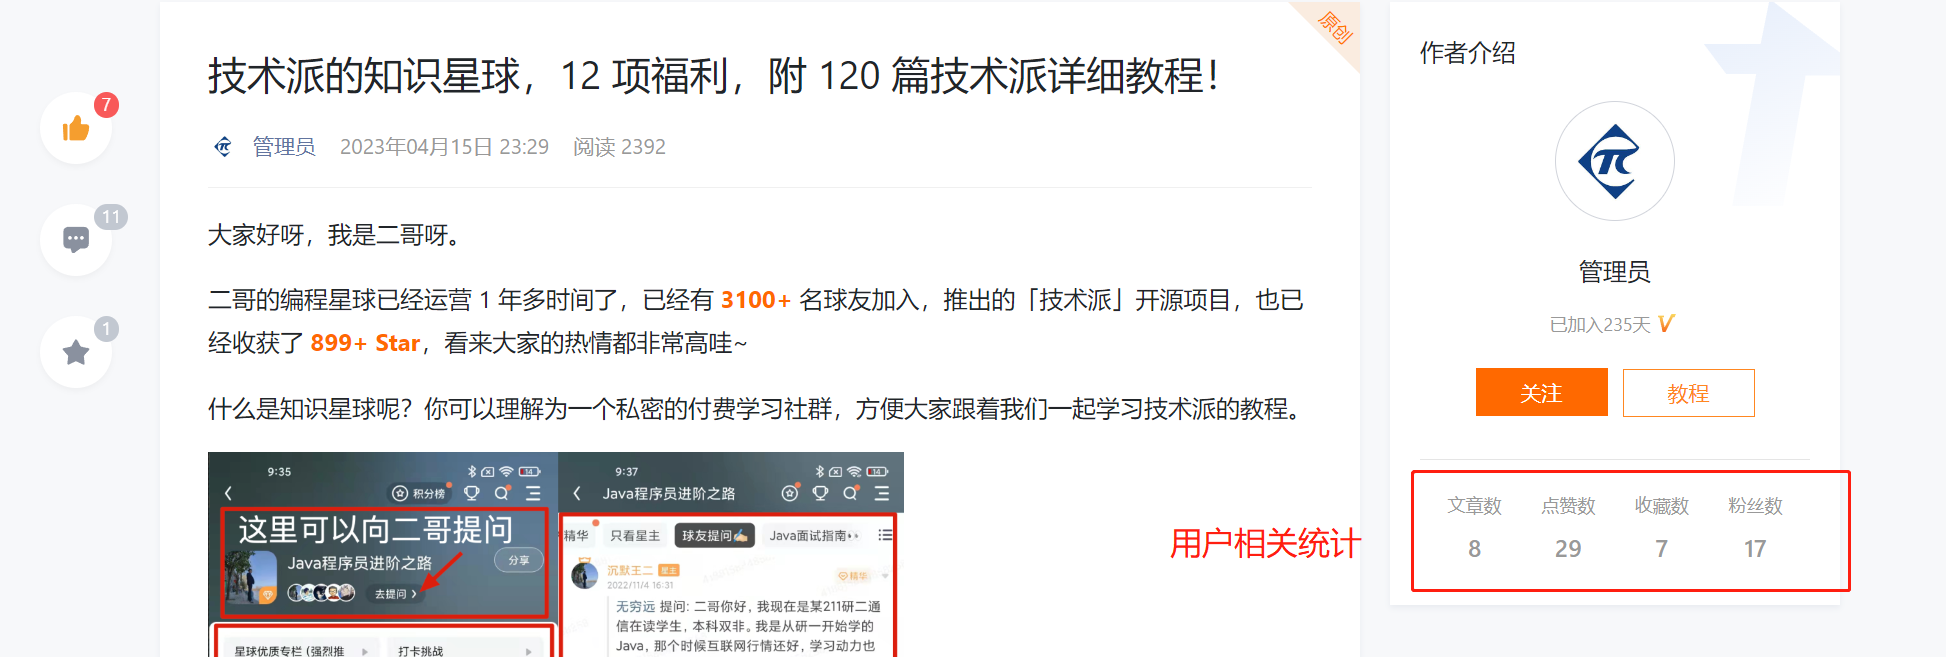 原创
技术派的知识星球，12 项福利，附 120 篇技术派详细教程！
管理员 2023年04月15日 23:29 阅读 2392
7
11
1
大家好呀，我是二哥呀。
二哥的编程星球已经运营 1 年多时间了，已经有 3100+ 名球友加入，推出的「技术派」开源项目，也已
经收获了 899+ Star，看来大家的热情都非常高哇~
什么是知识星球呢？你可以理解为一个私密的付费学习社群，方便大家跟着我们一起学习技术派的教程。
9:35
14
积分榜
这里可以向二哥提问
Java程序员进阶之路
分享
去提问
星球优质专栏 (强烈推
打卡挑战
9:37
14
Java程序员进阶之路
精华 只看星主 球友提问 Java面试指南
沉默王二 星主
2022/11/4 16:31
精华
无穷远 提问: 二哥你好，我现在是某211研二通
信在读学生，本科双非。我是从研一开始学的
Java，那个时候互联网行情还好，学习动力也
用户相关统计
作者介绍
管理员
已加入235天
关注
教程
文章数 点赞数 收藏数 粉丝数
8 29 7 17